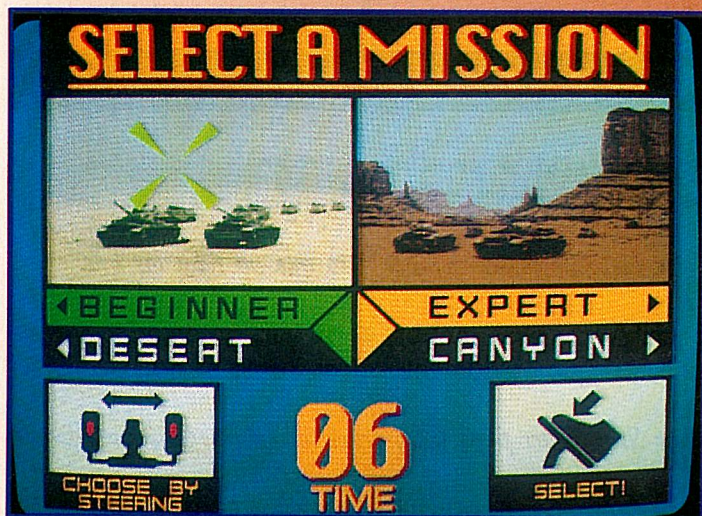 SELECT A MISSION
BEGINNER
EXPERT
DESERT
CANYON
CHOOSE BY
STEERING
06
TIME
SELECT!